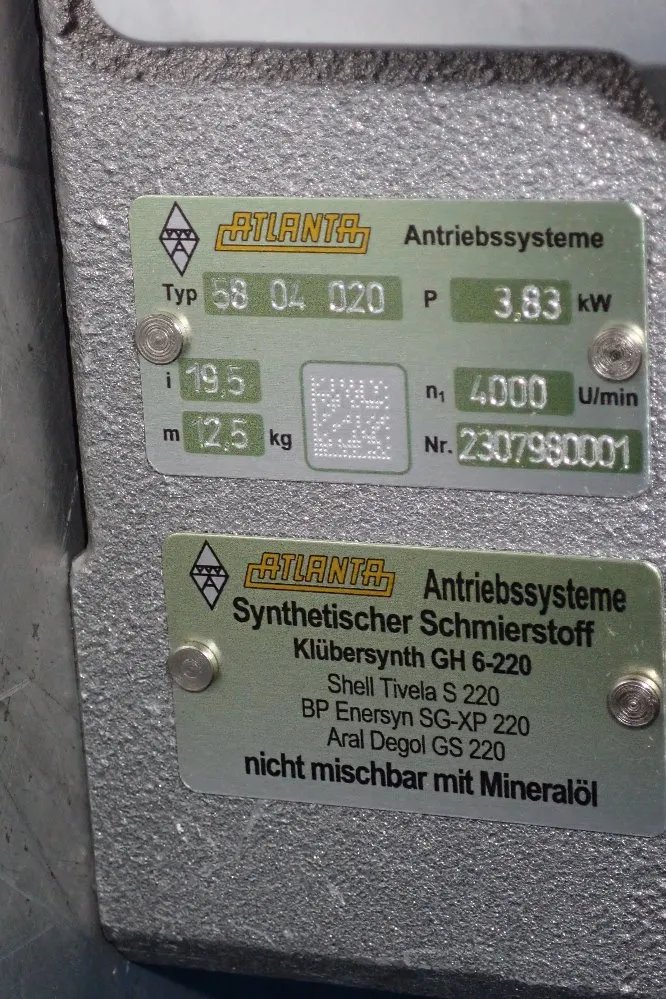 ATLANTA Antriebssysteme
Typ 58 04 020 P 3,83 kW
i 19,5 n1 4000 U/min
m 12,5 kg Nr. 2307980001
ATLANTA Antriebssysteme
Synthetischer Schmierstoff
Klübersynth GH 6-220
Shell Tivela S 220
BP Enersyn SG-XP 220
Aral Degol GS 220
nicht mischbar mit Mineralöl